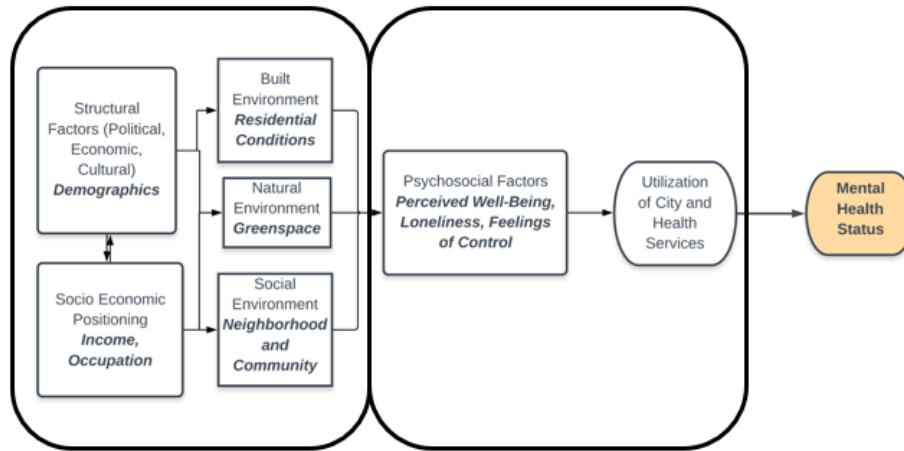 Structural
Factors (Political,
Economic,
Cultural)
Demographics
Socio Economic
Positioning
Income,
Occupation
Built
Environment
Residential
Conditions
Natural
Environment
Greenspace
Social
Environment
Neighborhood
and
Community
Psychosocial Factors
Perceived Well-Being,
Loneliness, Feelings
of Control
Utilization
of City and
Health
Services
Mental
Health
Status